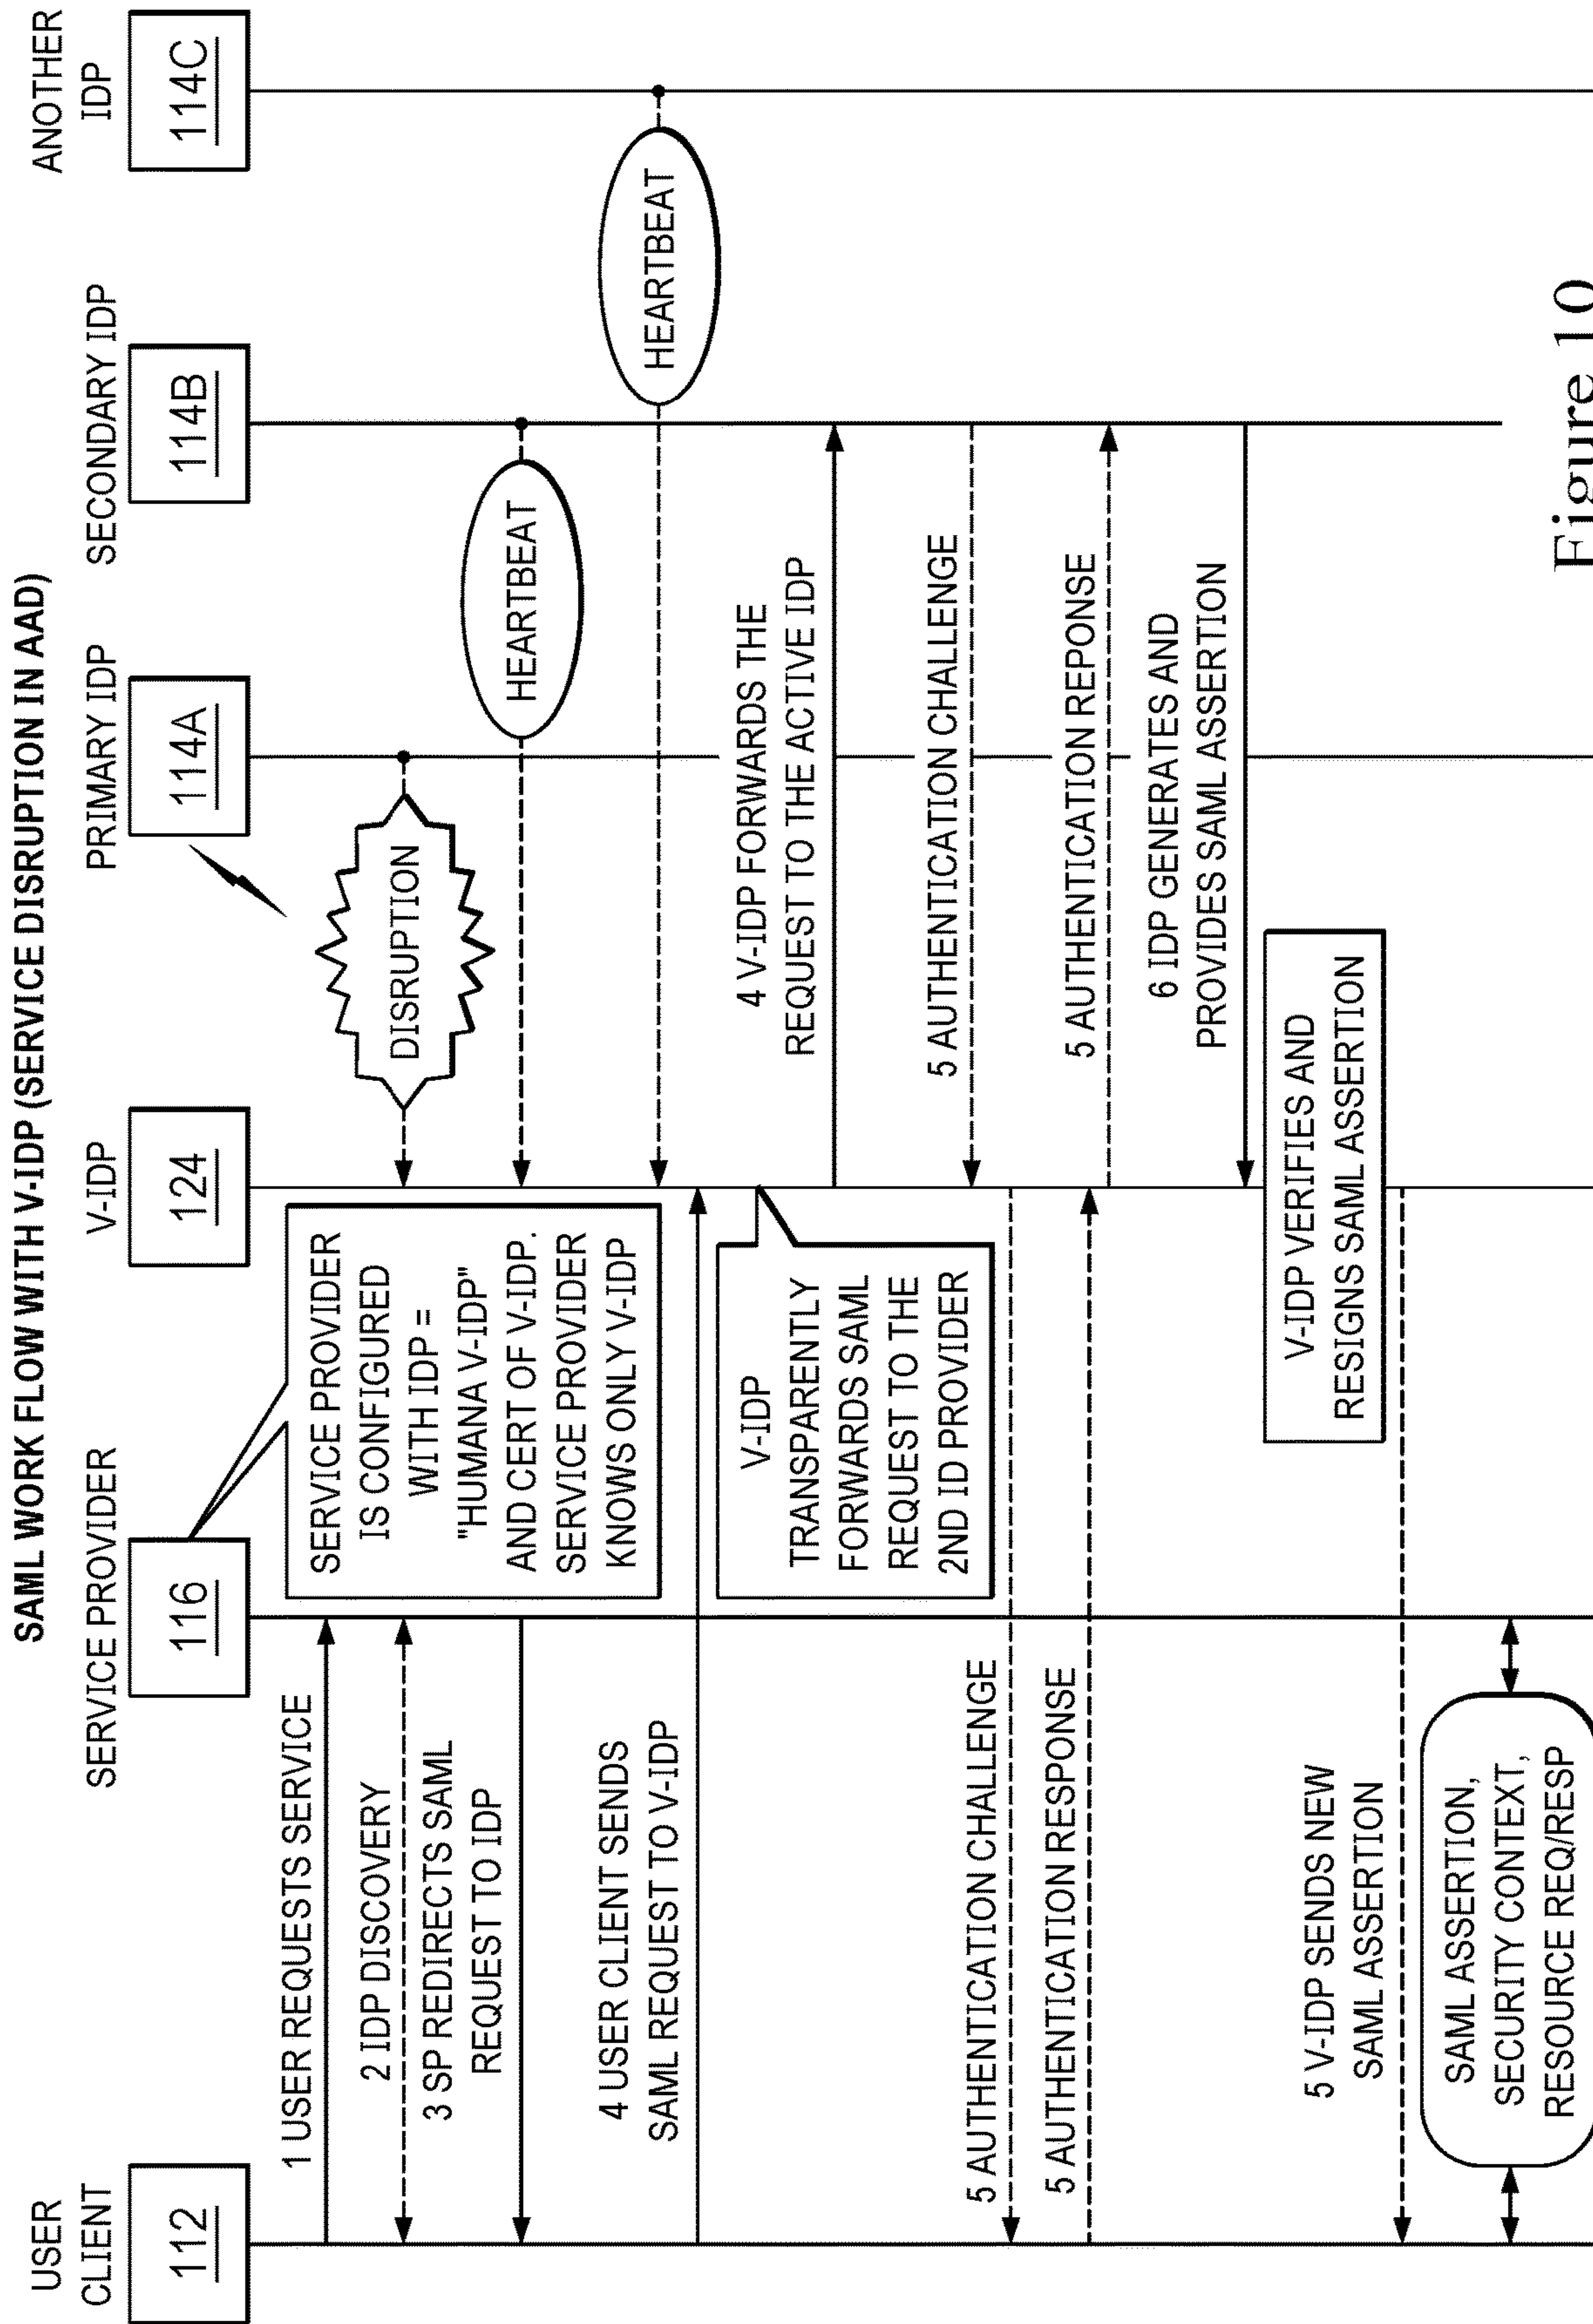 SAML WORK FLOW WITH V-IDP (SERVICE DISRUPTION IN AAD)
USER
CLIENT
112
SERVICE PROVIDER
116
V-IDP
124
PRIMARY IDP
114A
SECONDARY IDP
114B
ANOTHER
IDP
114C
1 USER REQUESTS SERVICE
2 IDP DISCOVERY
3 SP REDIRECTS SAML
REQUEST TO IDP
SERVICE PROVIDER
IS CONFIGURED
WITH IDP =
"HUMANA V-IDP"
AND CERT OF V-IDP.
SERVICE PROVIDER
KNOWS ONLY V-IDP
DISRUPTION
HEARTBEAT
HEARTBEAT
4 USER CLIENT SENDS
SAML REQUEST TO V-IDP
V-IDP
TRANSPARENTLY
FORWARDS SAML
REQUEST TO THE
2ND ID PROVIDER
4 V-IDP FORWARDS THE
REQUEST TO THE ACTIVE IDP
5 AUTHENTICATION CHALLENGE
5 AUTHENTICATION CHALLENGE
5 AUTHENTICATION RESPONSE
5 AUTHENTICATION REPONSE
6 IDP GENERATES AND
PROVIDES SAML ASSERTION
V-IDP VERIFIES AND
RESIGNS SAML ASSERTION
5 V-IDP SENDS NEW
SAML ASSERTION
SAML ASSERTION,
SECURITY CONTEXT,
RESOURCE REQ/RESP
Figure 10